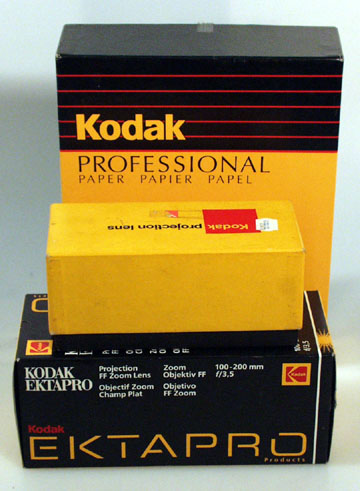 Kodak
PROFESSIONAL
PAPER PAPIER PAPEL
Kodak projection lens
KODAK
EKTAPRO
Projection
FF Zoom Lens
Objectif Zoom
Champ Plat
Zoom
Objektiv FF
Objetivo
FF Zoom
100-200 mm
f/3,5
Kodak
Kodak
EKTAPRO
Products